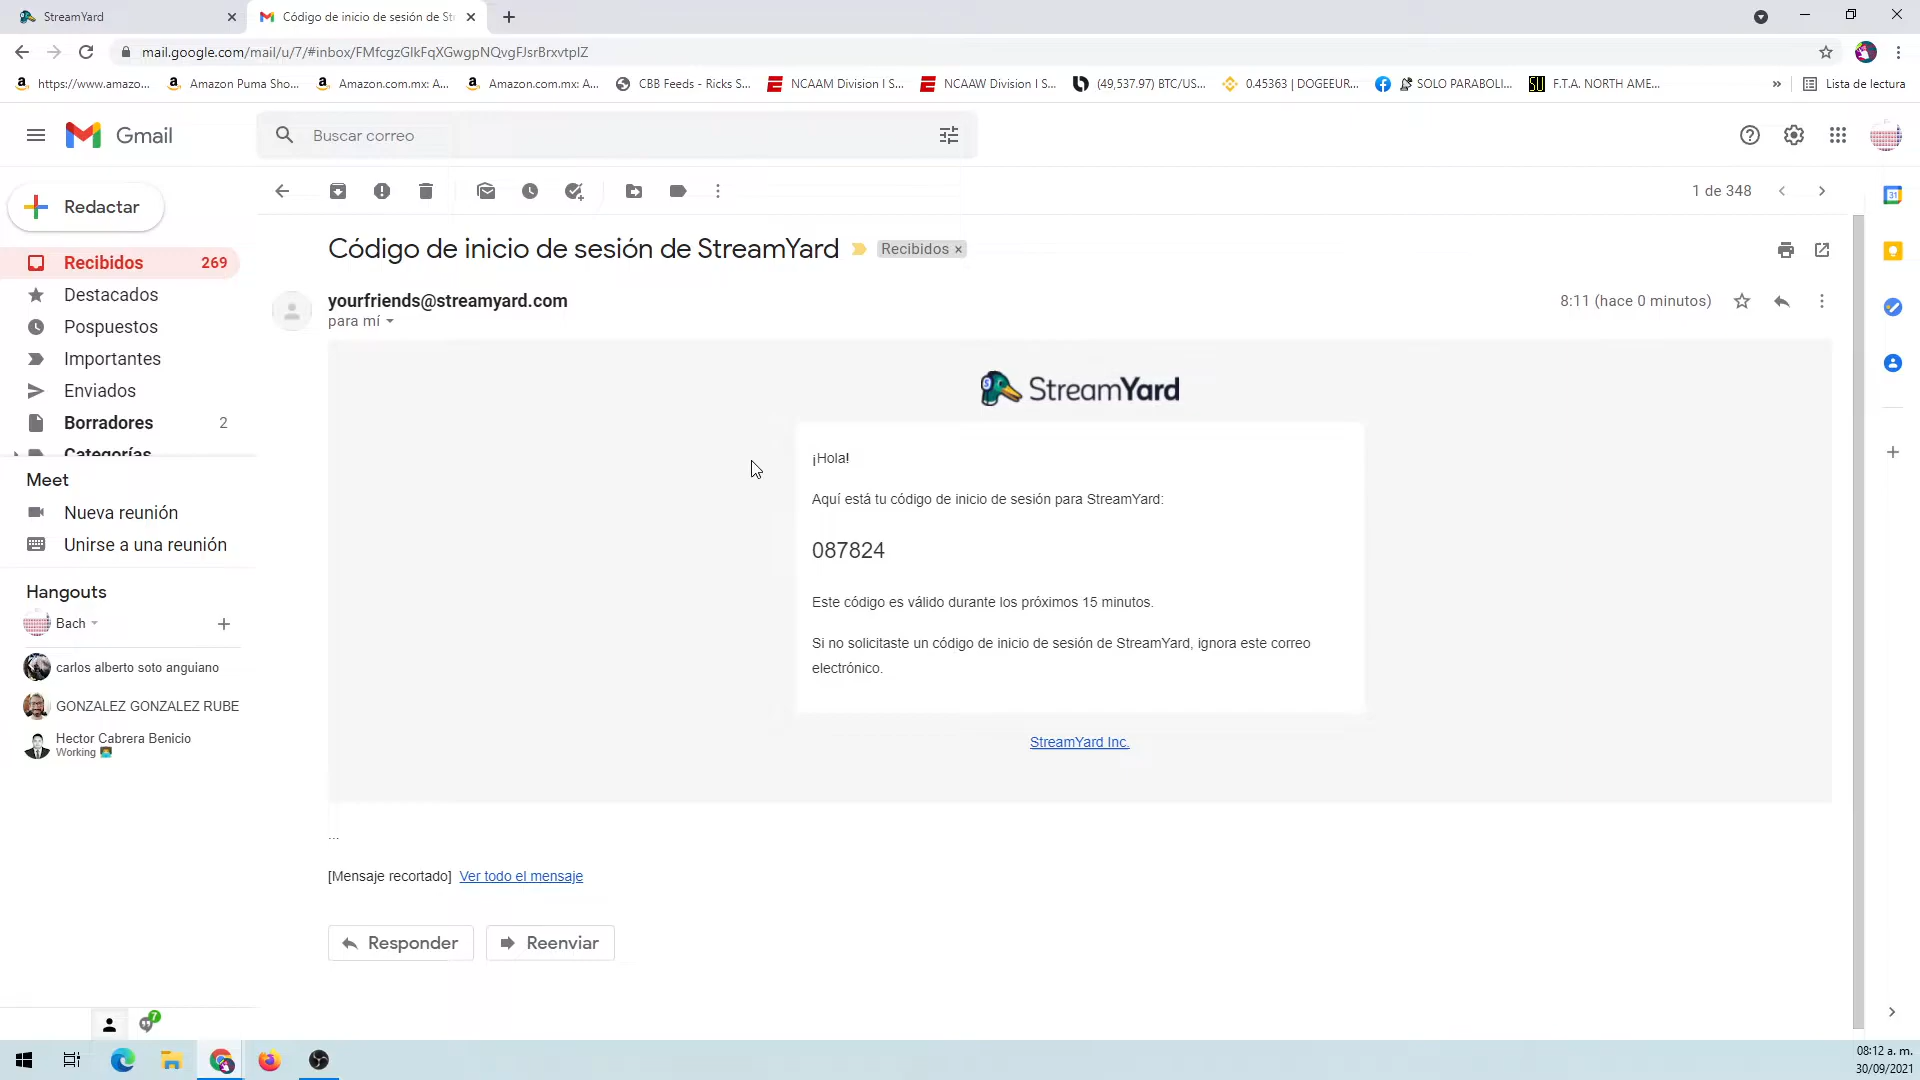 StreamYard
Código de inicio de sesión de St
mail.google.com/mail/u/7/#inbox/FMfcgzGlkFqXGwgpNQvgFJsrBrxvtplZ
https://www.amazo...
Amazon Puma Sho...
Amazon.com.mx: A...
Amazon.com.mx: A...
CBB Feeds - Ricks S...
NCAAM Division I S...
NCAAW Division I S...
(49,537.97) BTC/US...
0.45363 | DOGEEUR...
SOLO PARABOLI...
F.T.A. NORTH AME...
»
Lista de lectura
Gmail
Buscar correo
Redactar
1 de 348
Recibidos 269
Destacados
Pospuestos
Importantes
Enviados
Borradores 2
Categorías
Meet
Nueva reunión
Unirse a una reunión
Hangouts
Bach
carlos alberto soto anguiano
GONZALEZ GONZALEZ RUBE
Hector Cabrera Benicio
Working
7
Código de inicio de sesión de StreamYard
Recibidos ×
yourfriends@streamyard.com
8:11 (hace 0 minutos)
para mí
StreamYard
¡Hola!
Aquí está tu código de inicio de sesión para StreamYard:
087824
Este código es válido durante los próximos 15 minutos.
Si no solicitaste un código de inicio de sesión de StreamYard, ignora este correo
electrónico.
StreamYard Inc.
...
[Mensaje recortado] Ver todo el mensaje
Responder
Reenviar
31
08:12 a. m.
30/09/2021